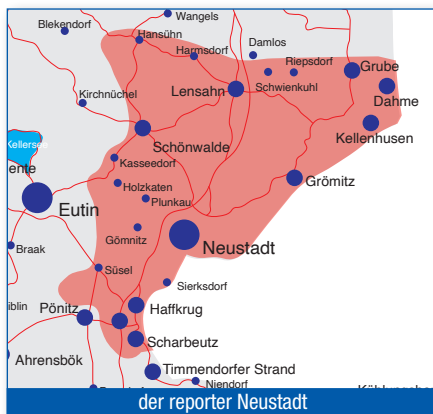 Wangels
Blekendorf
Hansühn
Damlos
Harmsdorf
Riepsdorf
Grube
Kirchnüchel
Lensahn
Schwienkuhl
Dahme
Kellersee
Schönwalde
Kellenhusen
ente
Kasseedorf
Holzkaten
Grömitz
Plunkau
Eutin
Gömnitz
Neustadt
Braak
Süsel
Sierksdorf
iblin
Pönitz
Haffkrug
Scharbeutz
Ahrensbök
Timmendorfer Strand
Niendorf
der reporter Neustadt